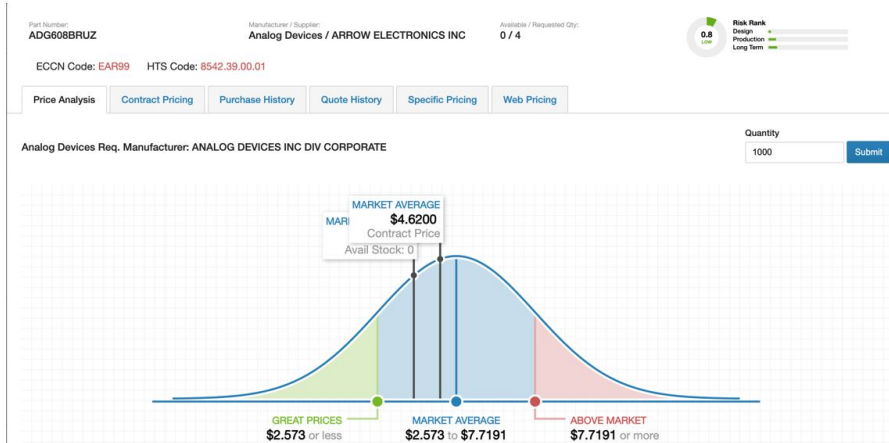 Part Number:
ADG608BRUZ
Manufacturer / Supplier:
Analog Devices / ARROW ELECTRONICS INC
Available / Requested Qty:
0 / 4
0.8
LOW
Risk Rank
Design
Production
Long Term
ECCN Code: EAR99 HTS Code: 8542.39.00.01
Price Analysis
Contract Pricing
Purchase History
Quote History
Specific Pricing
Web Pricing
Analog Devices Req. Manufacturer: ANALOG DEVICES INC DIV CORPORATE
Quantity
1000
Submit
MARKET AVERAGE
$4.6200
Contract Price
Avail Stock: 0
GREAT PRICES
$2.573 or less
MARKET AVERAGE
$2.573 to $7.7191
ABOVE MARKET
$7.7191 or more